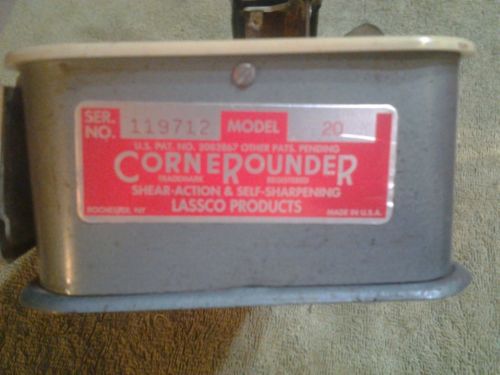 SER. NO. 119712 MODEL 20
U.S. PAT. NO. 3083867 OTHER PATS. PENDING
CORNEROUNDER
TRADEMARK REGISTERED
SHEAR-ACTION & SELF-SHARPENING
LASSCO PRODUCTS
ROCHESTER, NY MADE IN U.S.A.